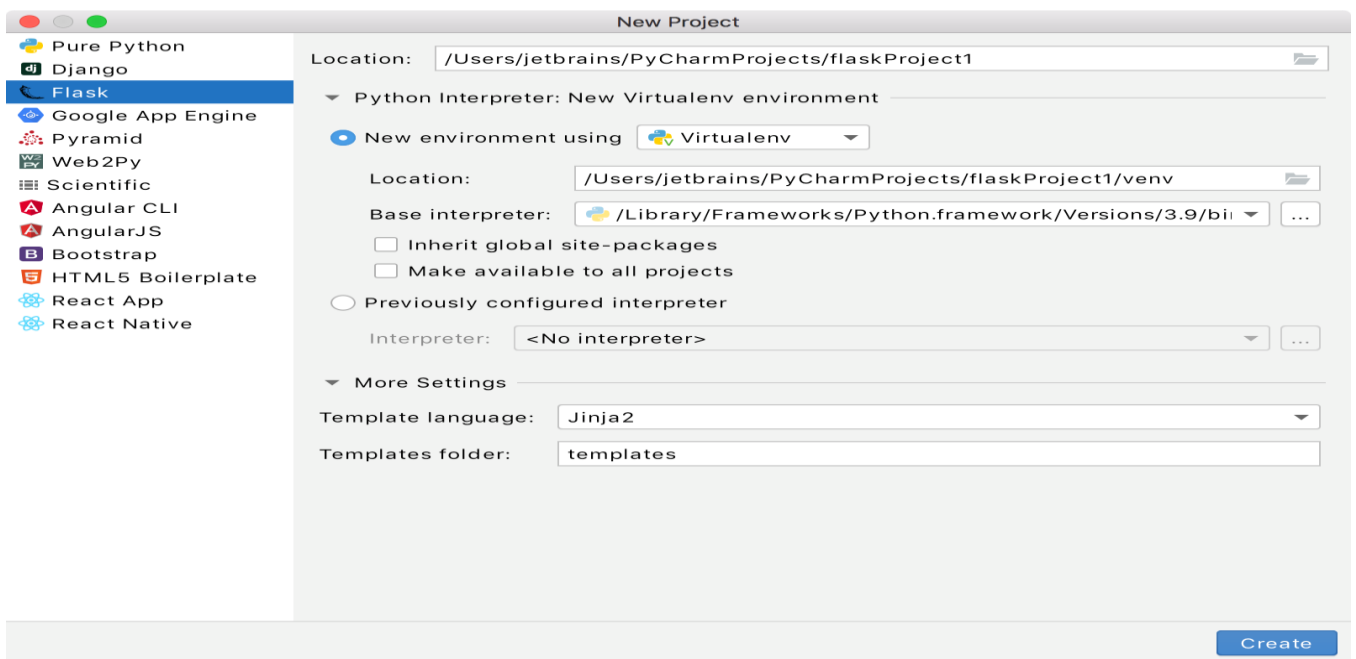 New Project
Pure Python
Django
Flask
Google App Engine
Pyramid
Web2Py
Scientific
Angular CLI
AngularJS
Bootstrap
HTML5 Boilerplate
React App
React Native
Location: /Users/jetbrains/PyCharmProjects/flaskProject1
Python Interpreter: New Virtualenv environment
New environment using Virtualenv
Location: /Users/jetbrains/PyCharmProjects/flaskProject1/venv
Base interpreter: /Library/Frameworks/Python.framework/Versions/3.9/bi ...
Inherit global site-packages
Make available to all projects
Previously configured interpreter
Interpreter: <No interpreter> ...
More Settings
Template language: Jinja2
Templates folder: templates
Create